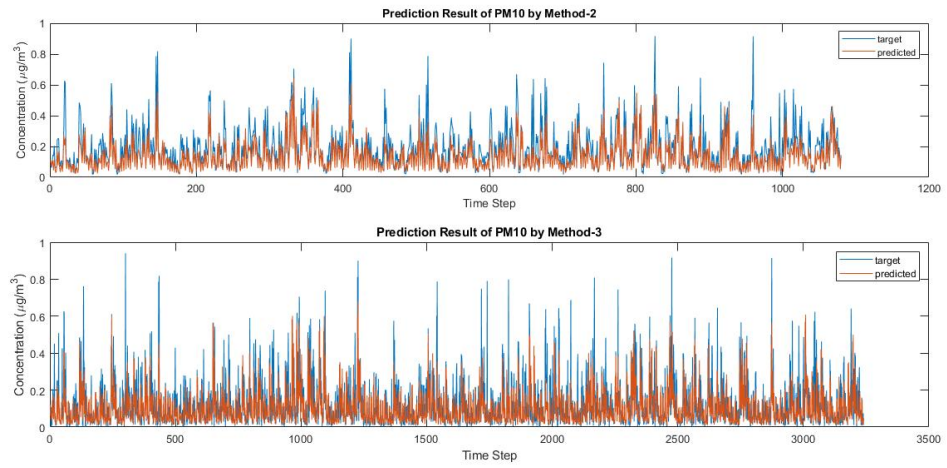 Prediction Result of PM10 by Method-2
Concentration (μg/m³)
1
0.8
0.6
0.4
0.2
0
0 200 400 600 800 1000 1200
Time Step
target
predicted
Prediction Result of PM10 by Method-3
Concentration (μg/m³)
1
0.8
0.6
0.4
0.2
0
0 500 1000 1500 2000 2500 3000 3500
Time Step
target
predicted